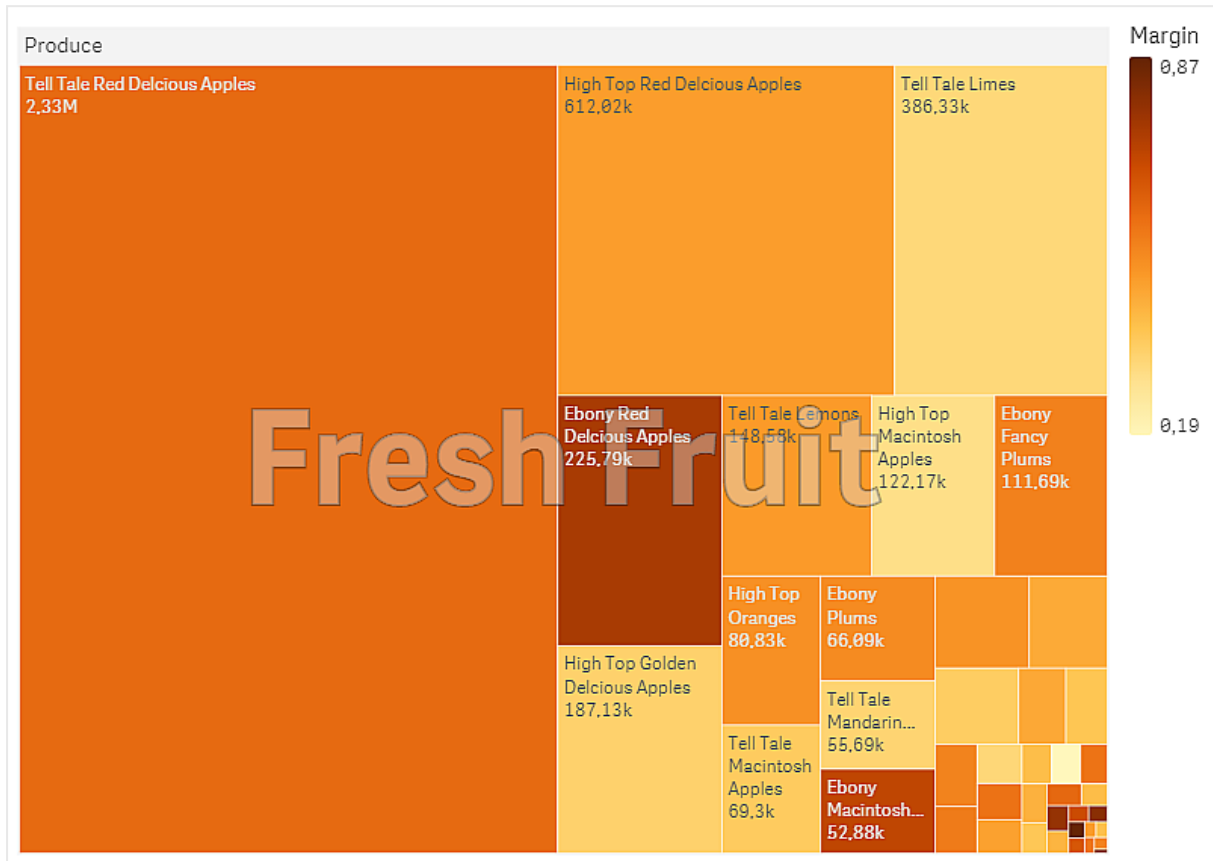 Produce
Margin
0,87
0,19
Tell Tale Red Delcious Apples
2,33M
High Top Red Delcious Apples
612,02k
Tell Tale Limes
386,33k
Fresh Fruit
Ebony Red
Delcious Apples
225,79k
Tell Tale Lemons
148,58k
High Top
Macintosh
Apples
122,17k
Ebony
Fancy
Plums
111,69k
High Top
Oranges
80,83k
Ebony
Plums
66,09k
High Top Golden
Delcious Apples
187,13k
Tell Tale
Mandarin...
55,69k
Tell Tale
Macintosh
Apples
69,3k
Ebony
Macintosh...
52,88k